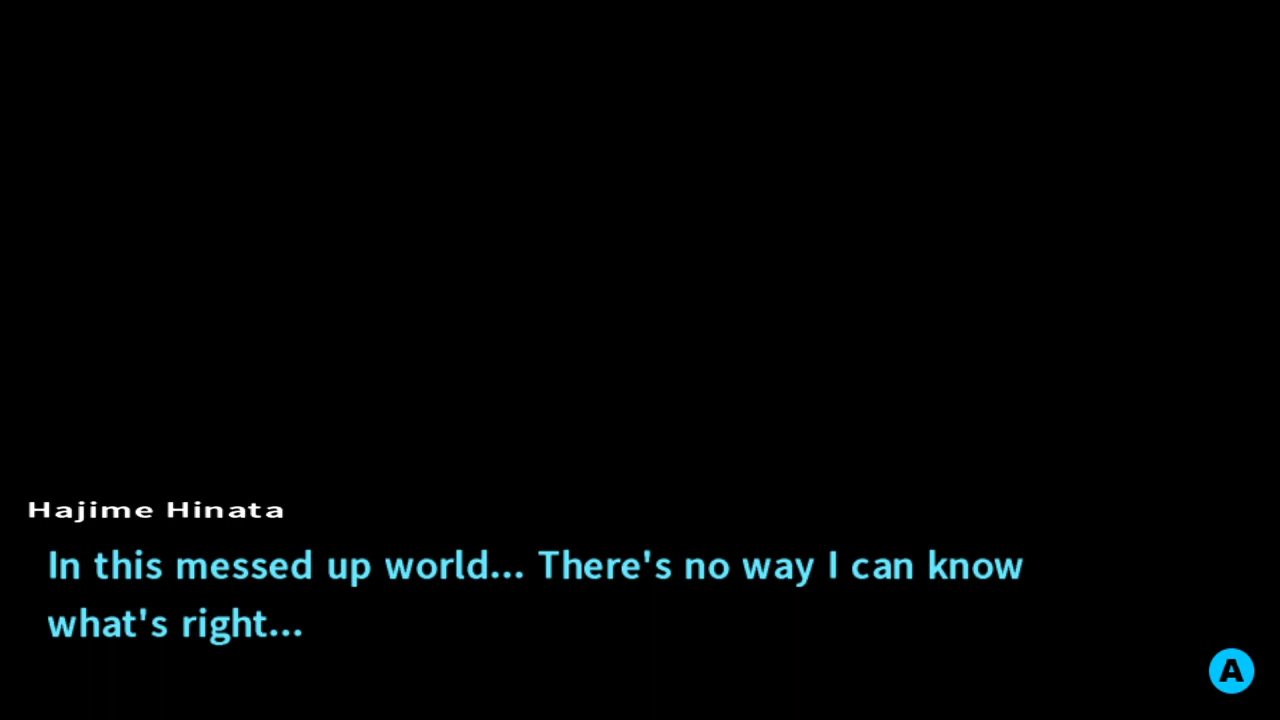 Hajime Hinata
In this messed up world... There's no way I can know
what's right...
A